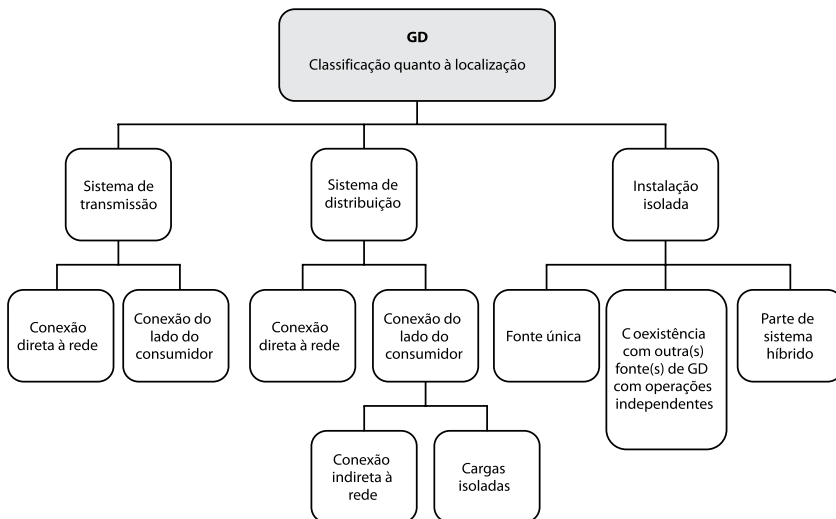 GD
Classificação quanto à localização
Sistema de
transmissão
Sistema de
distribuição
Instalação
isolada
Conexão
direta à rede
Conexão do
lado do
consumidor
Conexão
direta à rede
Conexão do
lado do
consumidor
Fonte única
C oexistência
com outra(s)
fonte(s) de GD
com operações
independentes
Parte de
sistema
híbrido
Conexão
indireta à
rede
Cargas
isoladas